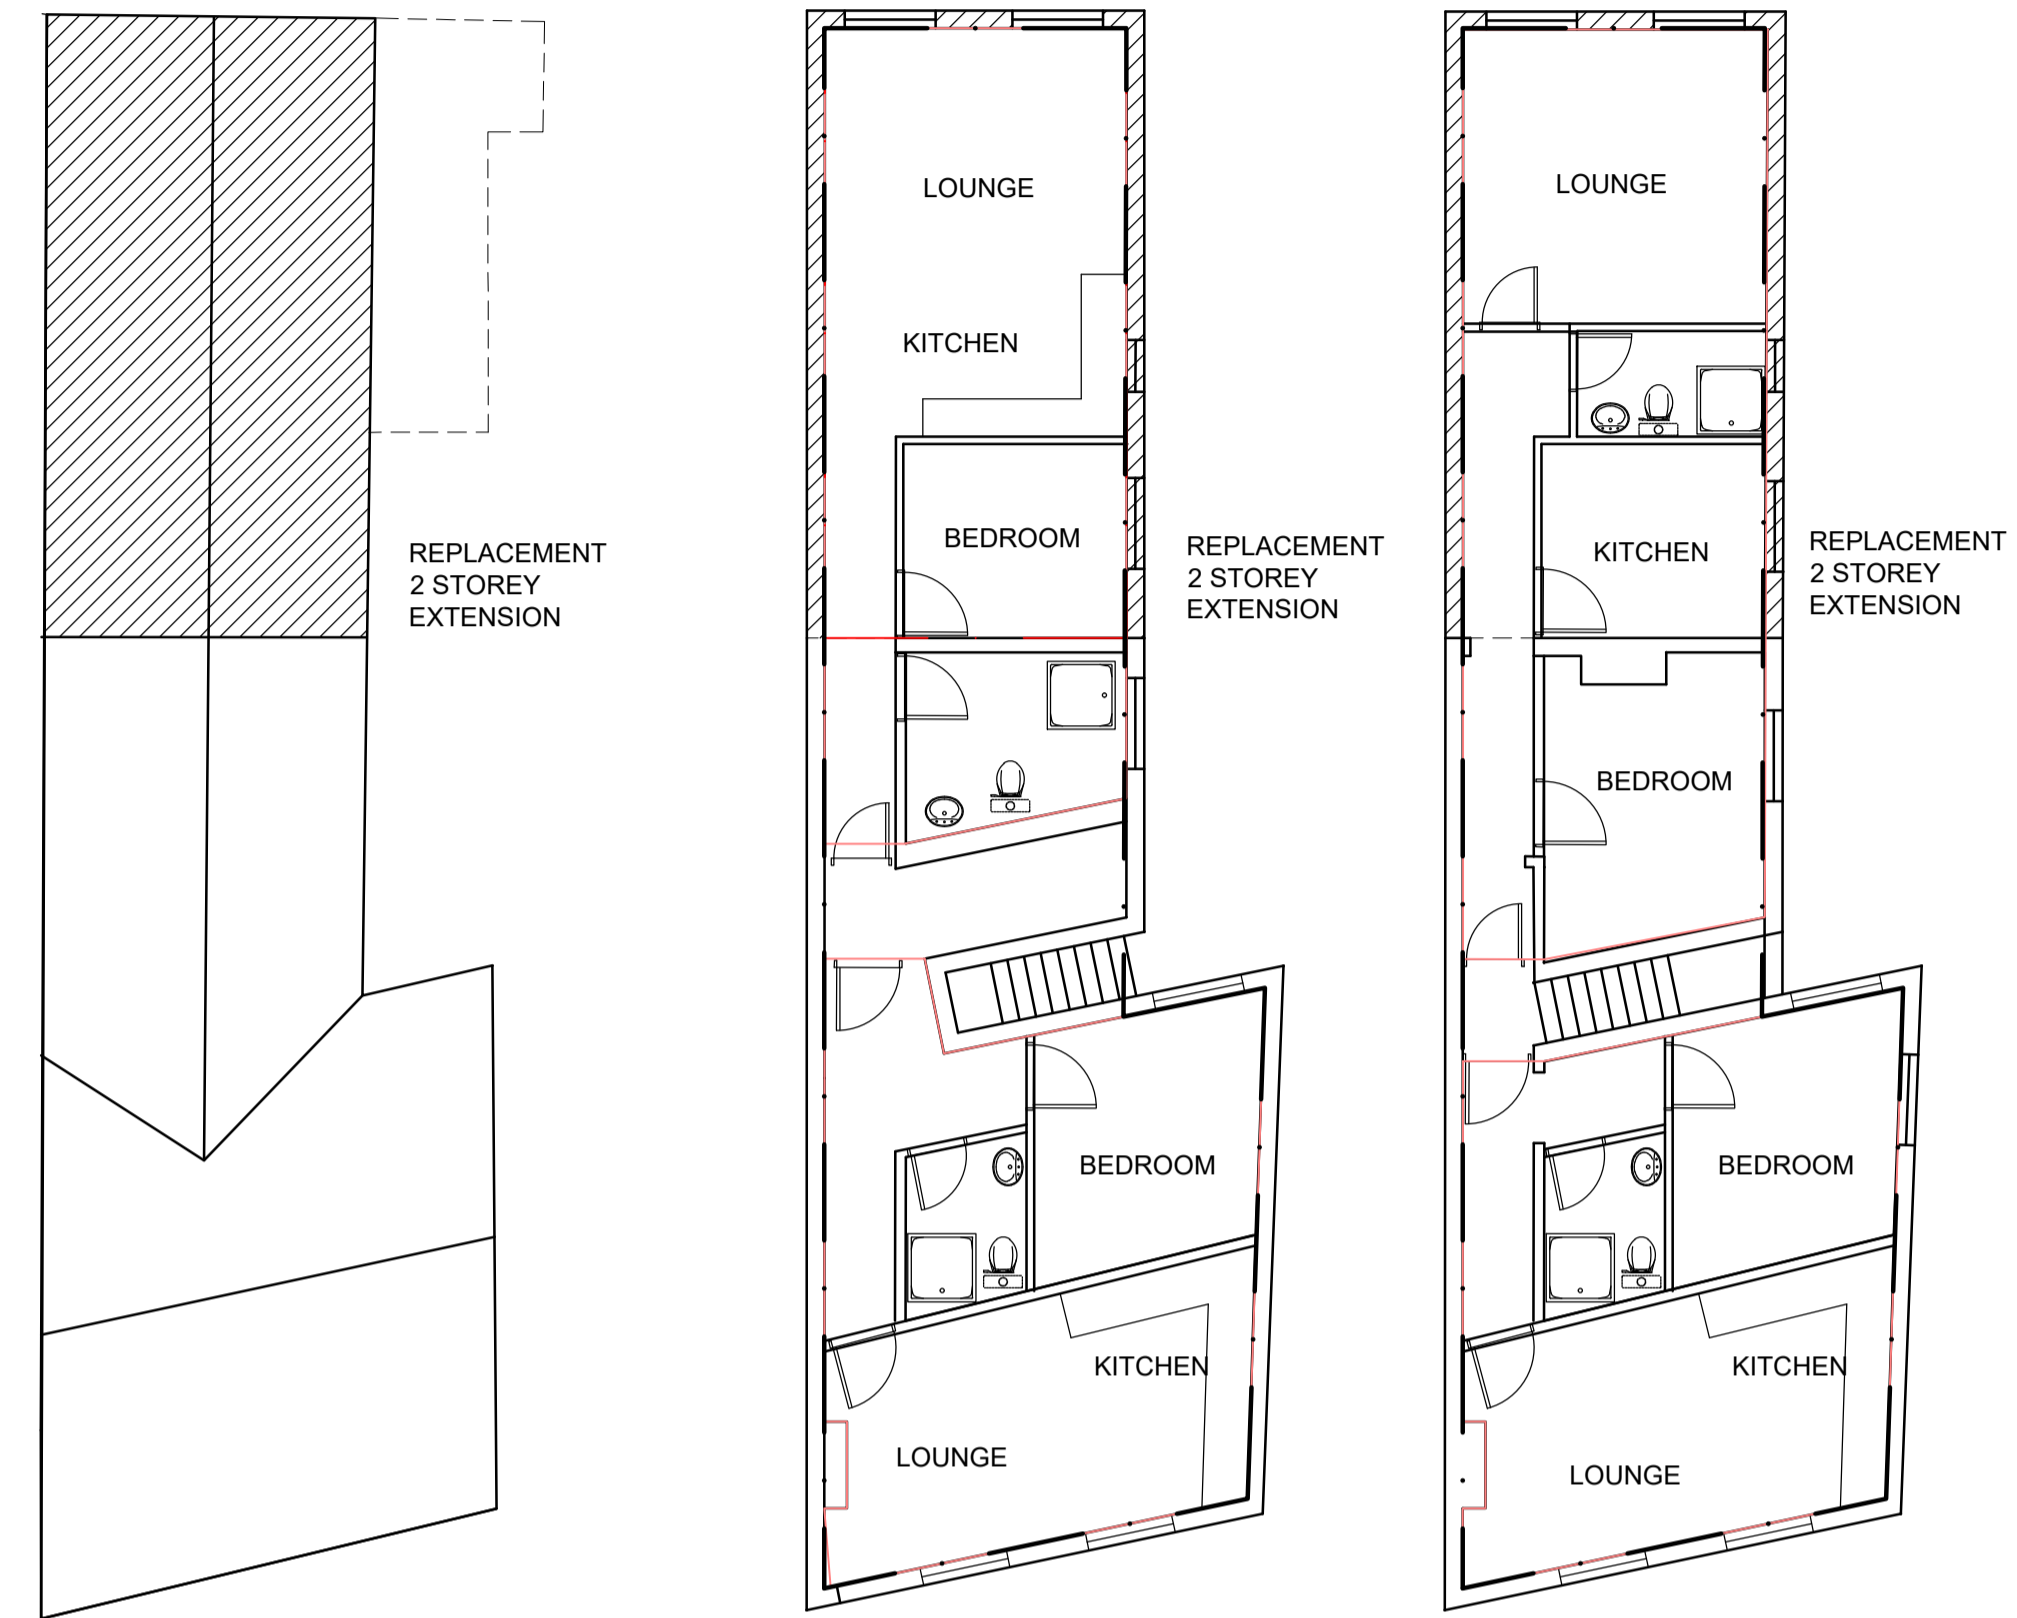 REPLACEMENT
2 STOREY
EXTENSION
LOUNGE
KITCHEN
BEDROOM
REPLACEMENT
2 STOREY
EXTENSION
BEDROOM
KITCHEN
LOUNGE
LOUNGE
KITCHEN
REPLACEMENT
2 STOREY
EXTENSION
BEDROOM
BEDROOM
KITCHEN
LOUNGE